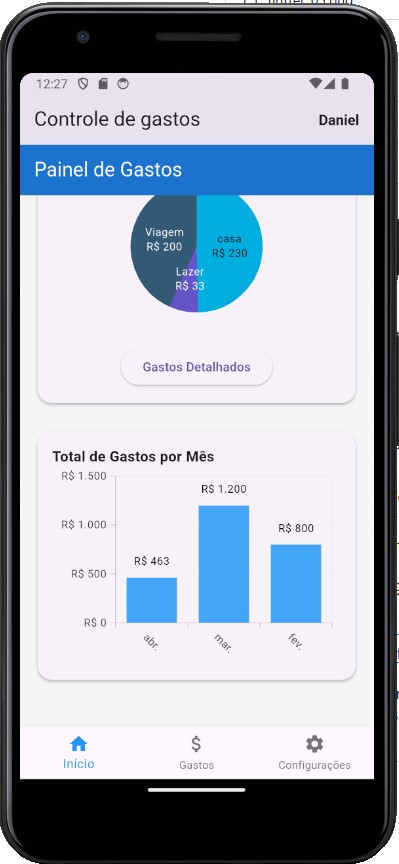 12:27
Controle de gastos
Daniel
Painel de Gastos
Viagem
R$ 200
casa
R$ 230
Lazer
R$ 33
Gastos Detalhados
Total de Gastos por Mês
R$ 1.500
R$ 1.000
R$ 500
R$ 0
R$ 463
R$ 1.200
R$ 800
abr.
mar.
fev.
Início
Gastos
Configurações